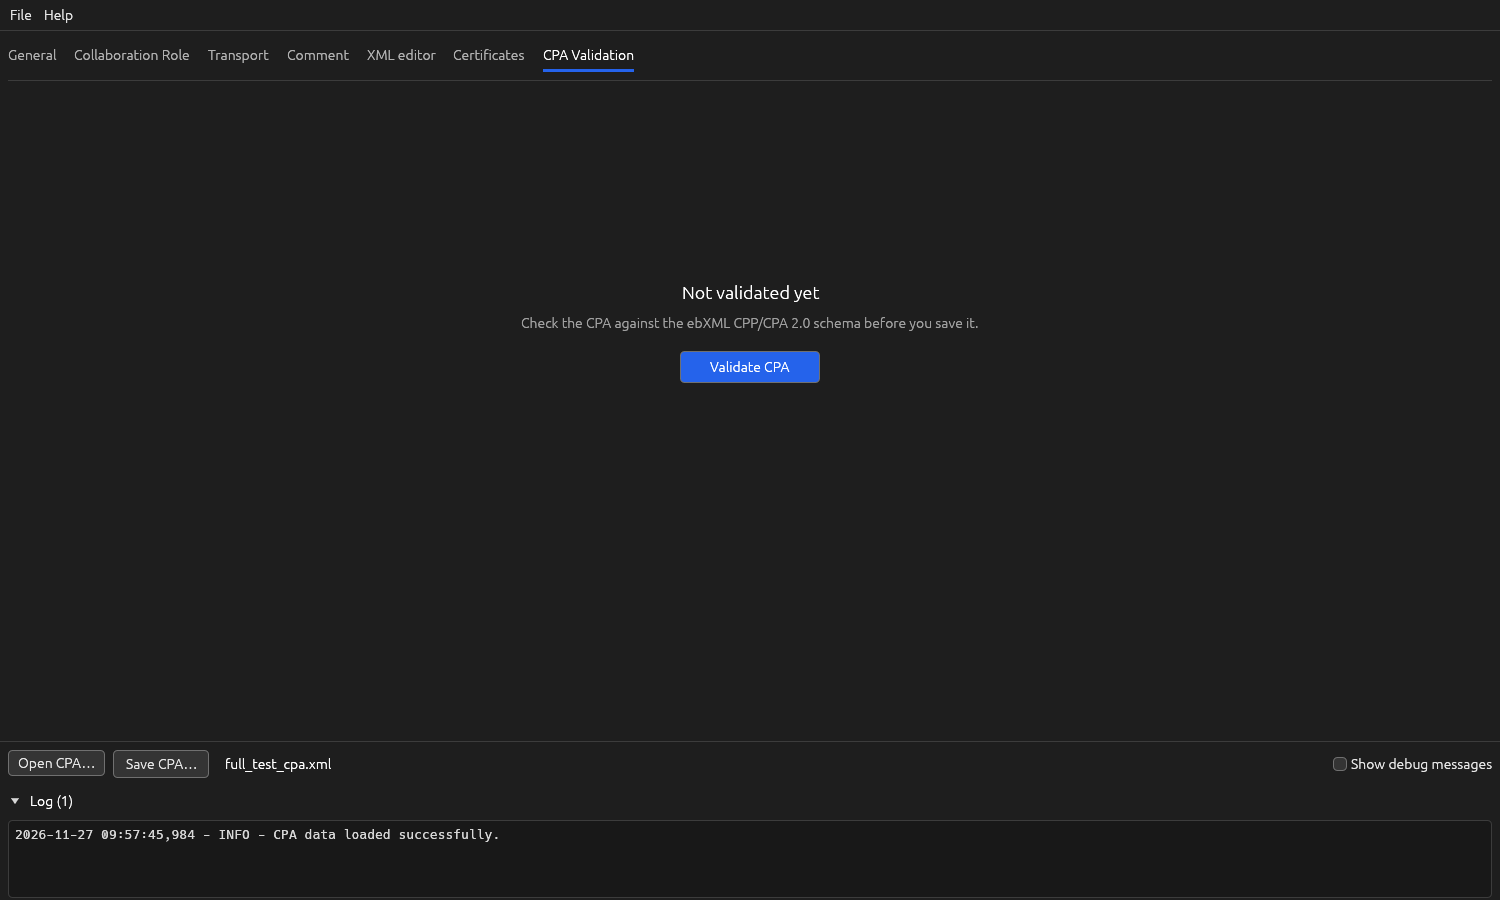 File Help
General Collaboration Role Transport Comment XML editor Certificates CPA Validation
Not validated yet
Check the CPA against the ebXML CPP/CPA 2.0 schema before you save it.
Validate CPA
Open CPA... Save CPA... full_test_cpa.xml Show debug messages
Log (1)
2026-11-27 09:57:45,984 - INFO - CPA data loaded successfully.